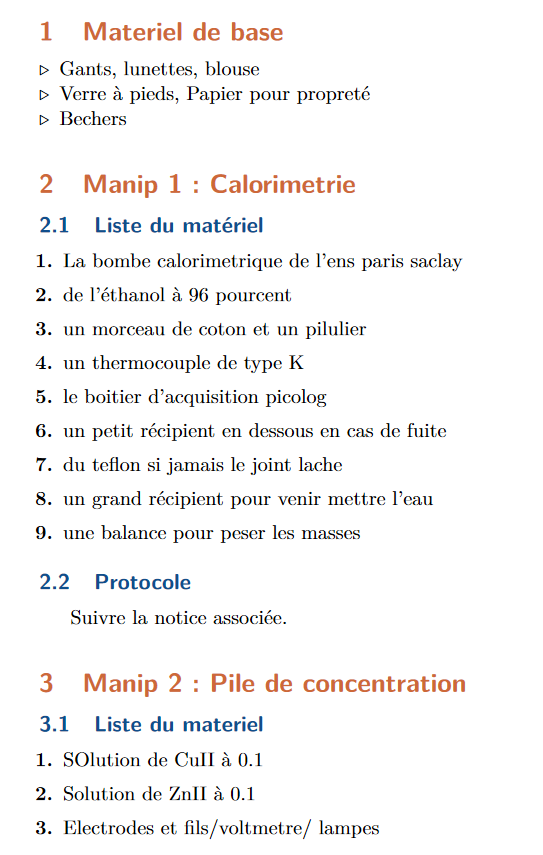 1 Materiel de base
▷ Gants, lunettes, blouse
▷ Verre à pieds, Papier pour propreté
▷ Bechers
2 Manip 1 : Calorimetrie
2.1 Liste du matériel
1. La bombe calorimetrique de l'ens paris saclay
2. de l'éthanol à 96 pourcent
3. un morceau de coton et un pilulier
4. un thermocouple de type K
5. le boitier d'acquisition picolog
6. un petit récipient en dessous en cas de fuite
7. du teflon si jamais le joint lache
8. un grand récipient pour venir mettre l'eau
9. une balance pour peser les masses
2.2 Protocole
Suivre la notice associée.
3 Manip 2 : Pile de concentration
3.1 Liste du materiel
1. SOlution de CuII à 0.1
2. Solution de ZnII à 0.1
3. Electrodes et fils/voltmetre/ lampes